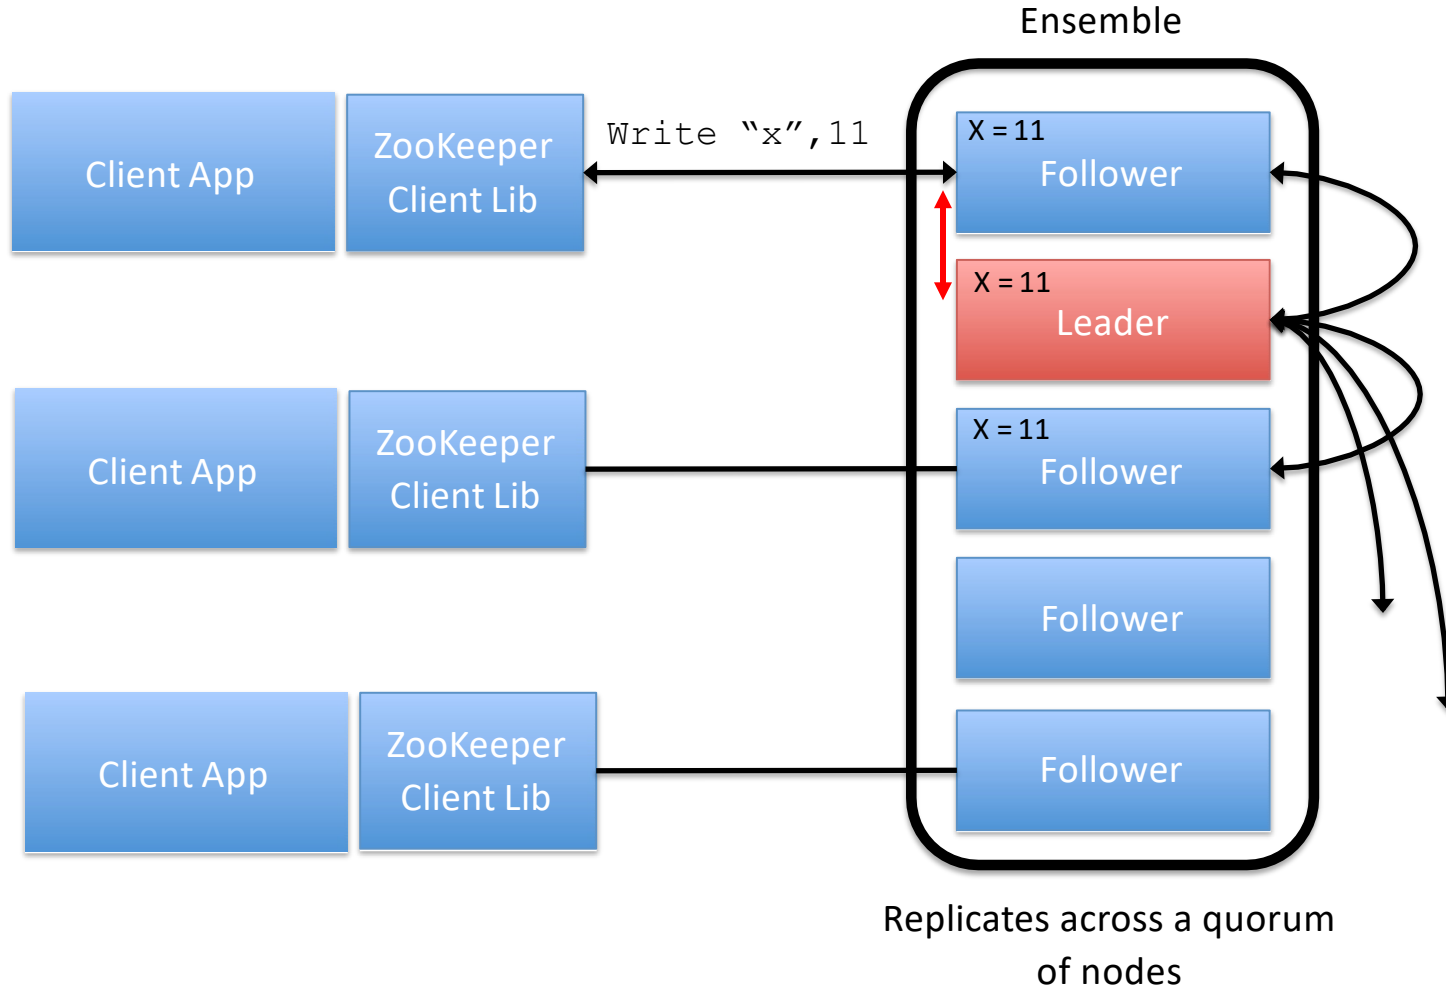 Ensemble
Client App
ZooKeeper
Client Lib
Write “x”,11
X = 11
Follower
X = 11
Leader
Client App
ZooKeeper
Client Lib
X = 11
Follower
Follower
Client App
ZooKeeper
Client Lib
Follower
Replicates across a quorum
of nodes